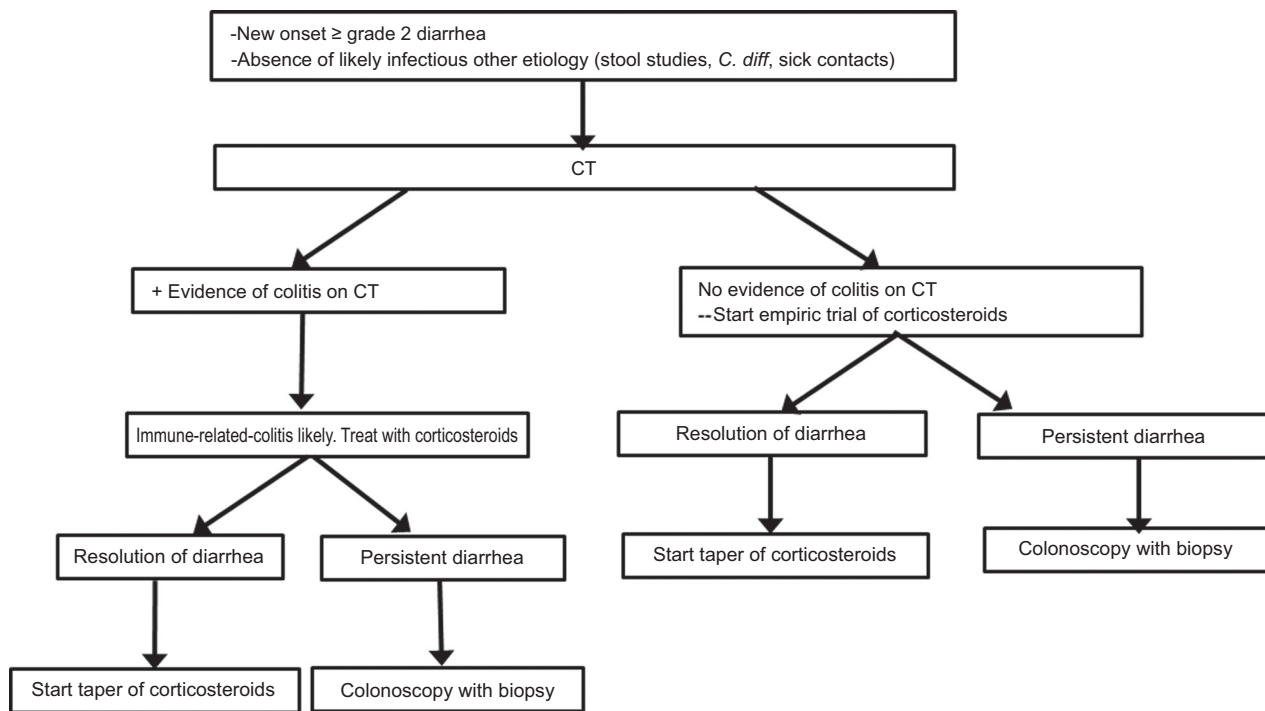 -New onset ≥ grade 2 diarrhea
-Absence of likely infectious other etiology (stool studies, C. diff, sick contacts)
CT
+ Evidence of colitis on CT
No evidence of colitis on CT
--Start empiric trial of corticosteroids
Immune-related-colitis likely. Treat with corticosteroids
Resolution of diarrhea
Persistent diarrhea
Resolution of diarrhea
Persistent diarrhea
Start taper of corticosteroids
Colonoscopy with biopsy
Start taper of corticosteroids
Colonoscopy with biopsy